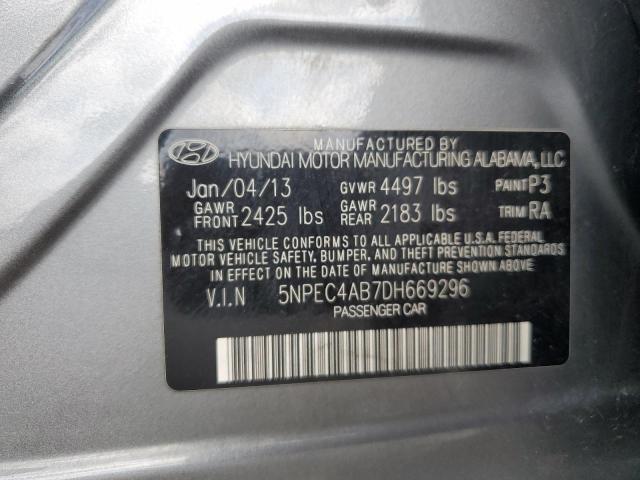 MANUFACTURED BY
HYUNDAI MOTOR MANUFACTURING ALABAMA, LLC
Jan/04/13 GVWR 4497 lbs PAINT P3
GAWR FRONT 2425 lbs GAWR REAR 2183 lbs TRIM RA
THIS VEHICLE CONFORMS TO ALL APPLICABLE U.S.A. FEDERAL
MOTOR VEHICLE SAFETY, BUMPER, AND THEFT PREVENTION STANDARDS
IN EFFECT ON THE DATE OF MANUFACTURE SHOWN ABOVE.
V.I.N 5NPEC4AB7DH669296
PASSENGER CAR